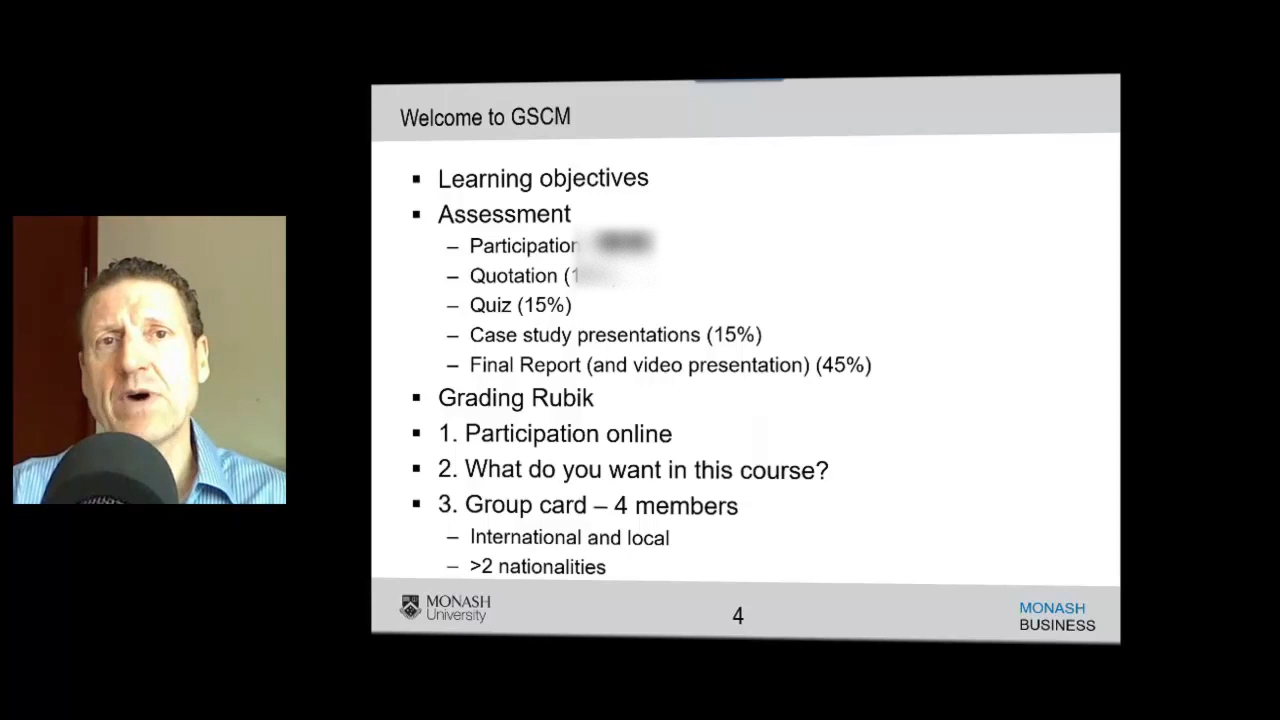 Welcome to GSCM
▪ Learning objectives
▪ Assessment
– Participation
– Quotation (1
– Quiz (15%)
– Case study presentations (15%)
– Final Report (and video presentation) (45%)
▪ Grading Rubik
▪ 1. Participation online
▪ 2. What do you want in this course?
▪ 3. Group card – 4 members
– International and local
– >2 nationalities
MONASH University
4
MONASH BUSINESS